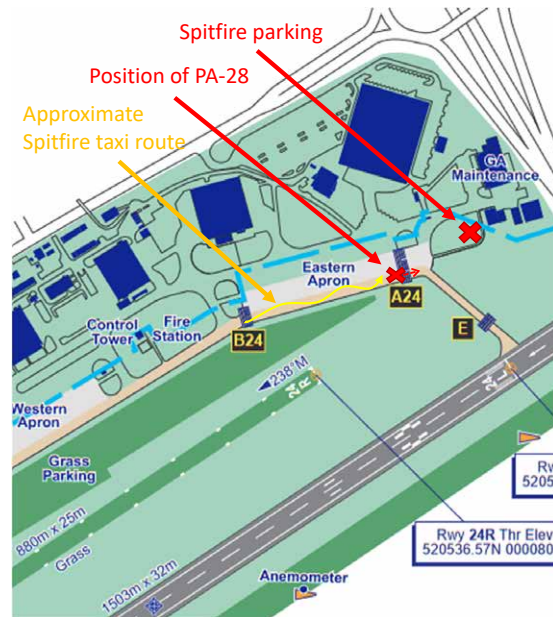 Spitfire parking
Position of PA-28
Approximate
Spitfire taxi route
GA
Maintenance
Eastern
Apron
A24
Control
Tower
Fire
Station
B24
E
Western
Apron
238°M
24
R
24
L
Grass
Parking
880m x 25m
Grass
1503m x 32m
Anemometer
Rw
5205
Rwy 24R Thr Elev
520536.57N 000080